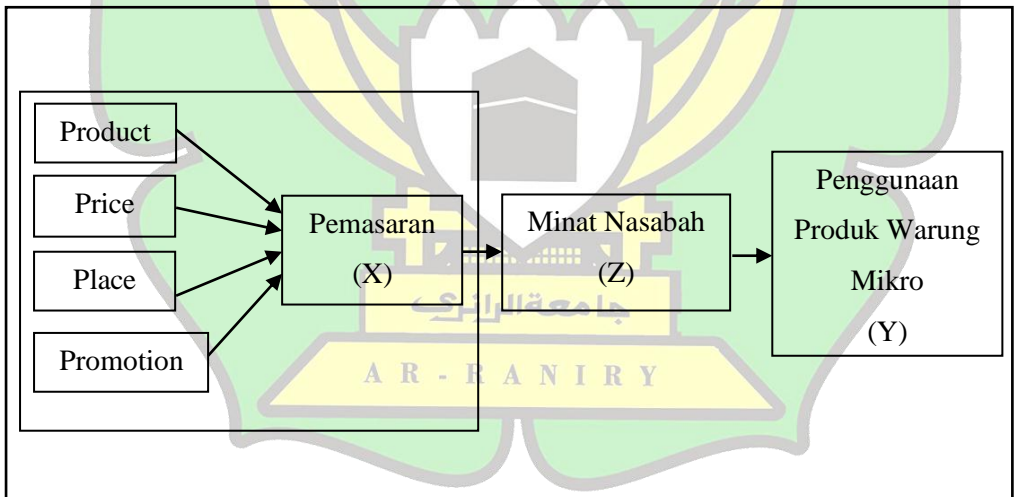 Product
Price
Place
Promotion
Pemasaran
(X)
Minat Nasabah
(Z)
Penggunaan
Produk Warung
Mikro
(Y)
جامعة الرانري
AR-RANIRY